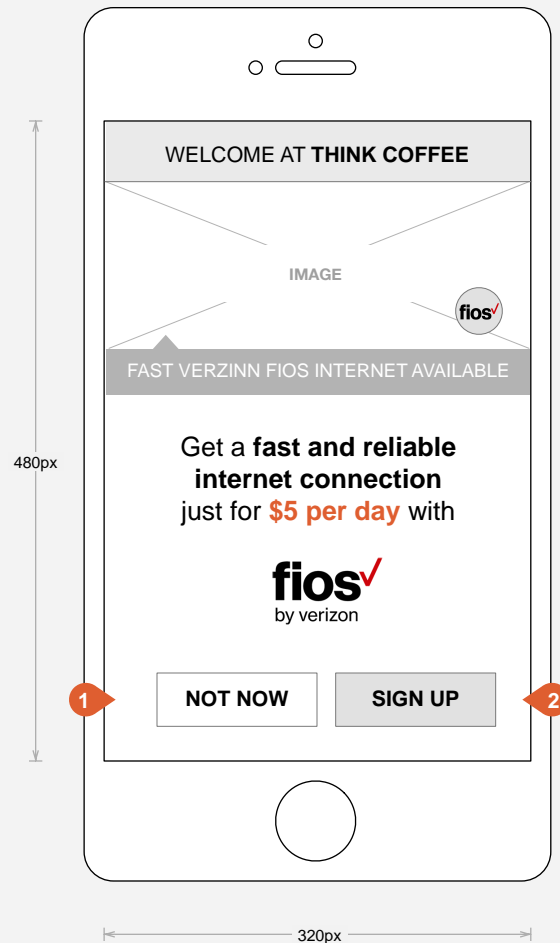 WELCOME AT THINK COFFEE
IMAGE
fios✓
FAST VERZINN FIOS INTERNET AVAILABLE
480px
Get a fast and reliable
internet connection
just for $5 per day with
fios✓
by verizon
1
NOT NOW
SIGN UP
2
320px